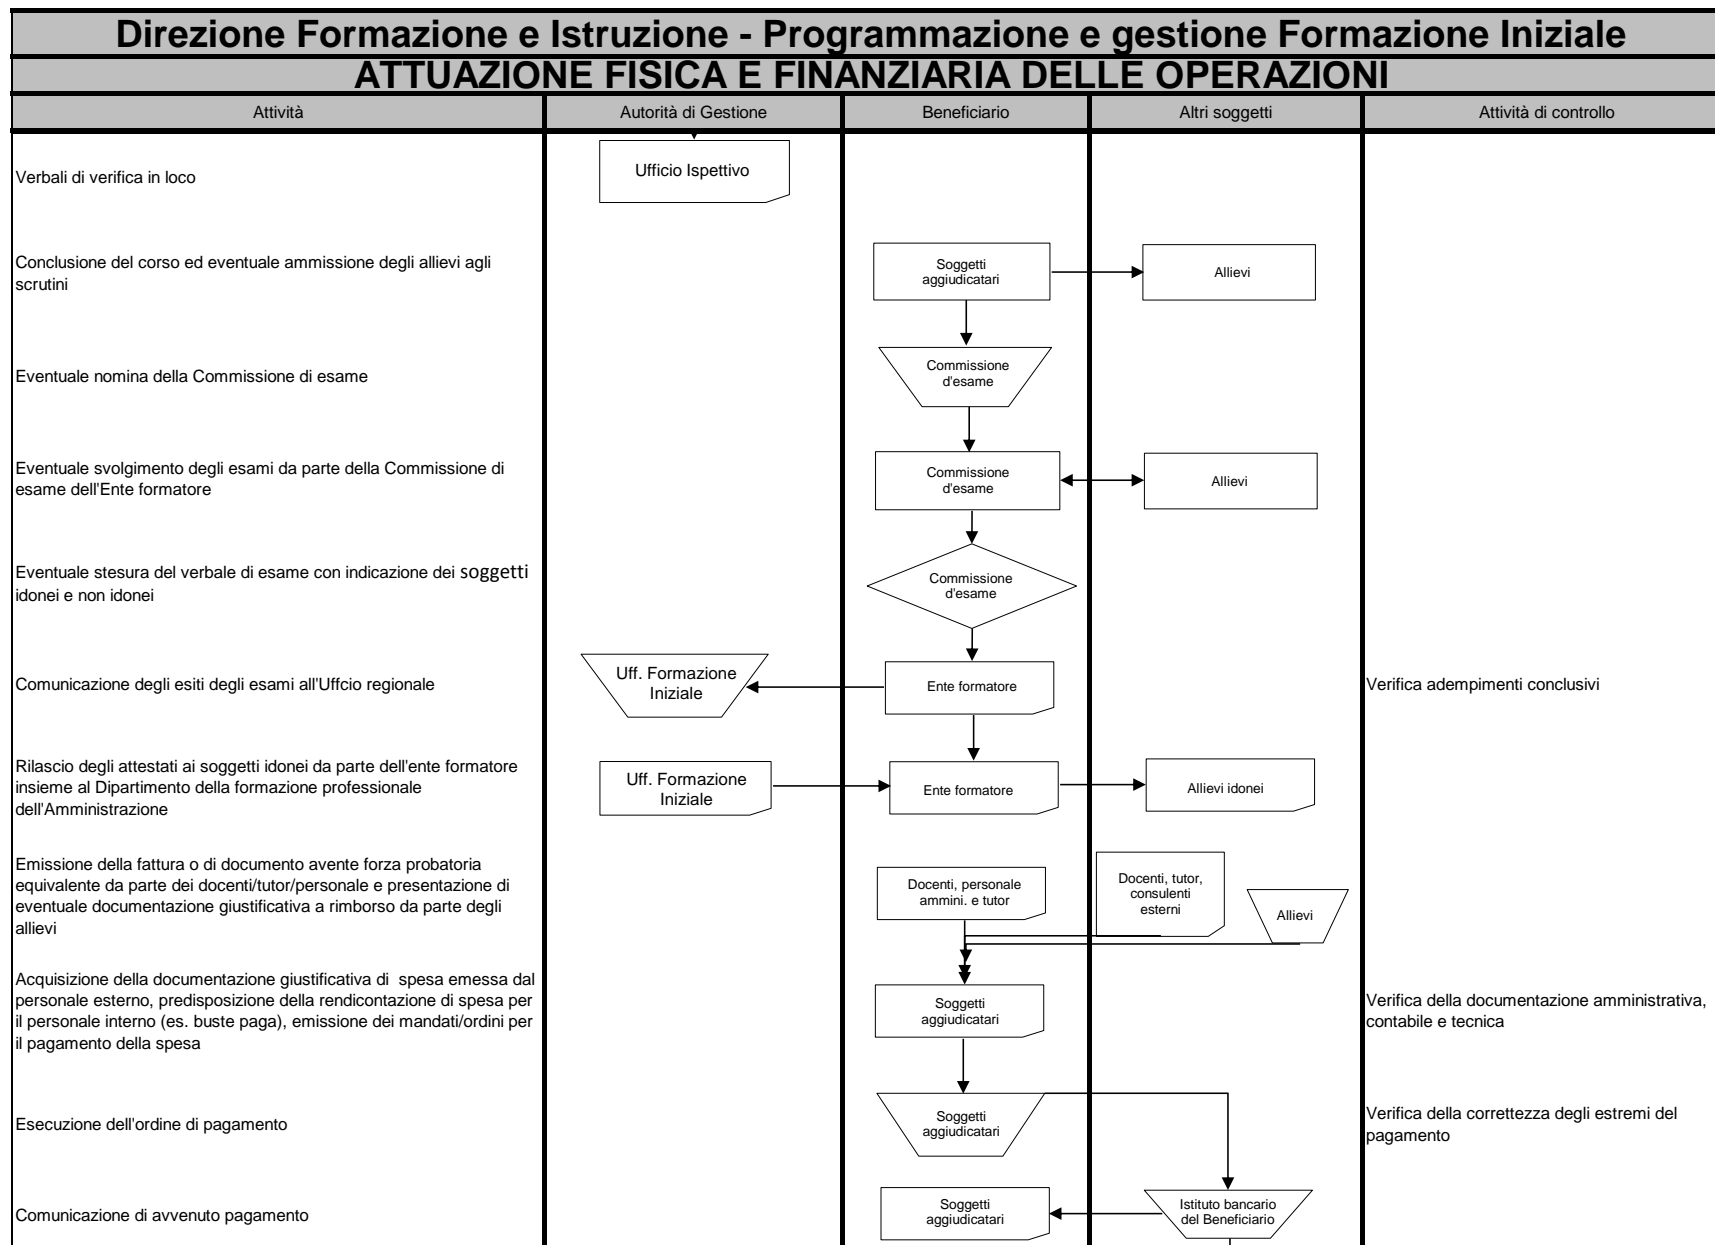 Direzione Formazione e Istruzione - Programmazione e gestione Formazione Iniziale
ATTUAZIONE FISICA E FINANZIARIA DELLE OPERAZIONI
Attività
Autorità di Gestione
Beneficiario
Altri soggetti
Attività di controllo
Verbali di verifica in loco
Ufficio Ispettivo
Conclusione del corso ed eventuale ammissione degli allievi agli
scrutini
Soggetti
aggiudicatari
Allievi
Eventuale nomina della Commissione di esame
Commissione
d'esame
Eventuale svolgimento degli esami da parte della Commissione di
esame dell'Ente formatore
Commissione
d'esame
Allievi
Eventuale stesura del verbale di esame con indicazione dei soggetti
idonei e non idonei
Commissione
d'esame
Comunicazione degli esiti degli esami all'Uffcio regionale
Uff. Formazione
Iniziale
Ente formatore
Verifica adempimenti conclusivi
Rilascio degli attestati ai soggetti idonei da parte dell'ente formatore
insieme al Dipartimento della formazione professionale
dell'Amministrazione
Uff. Formazione
Iniziale
Ente formatore
Allievi idonei
Emissione della fattura o di documento avente forza probatoria
equivalente da parte dei docenti/tutor/personale e presentazione di
eventuale documentazione giustificativa a rimborso da parte degli
allievi
Docenti, personale
ammini. e tutor
Docenti, tutor,
consulenti
esterni
Allievi
Acquisizione della documentazione giustificativa di  spesa emessa dal
personale esterno, predisposizione della rendicontazione di spesa per
il personale interno (es. buste paga), emissione dei mandati/ordini per
il pagamento della spesa
Soggetti
aggiudicatari
Verifica della documentazione amministrativa,
contabile e tecnica
Esecuzione dell'ordine di pagamento
Soggetti
aggiudicatari
Verifica della correttezza degli estremi del
pagamento
Comunicazione di avvenuto pagamento
Soggetti
aggiudicatari
Istituto bancario
del Beneficiario